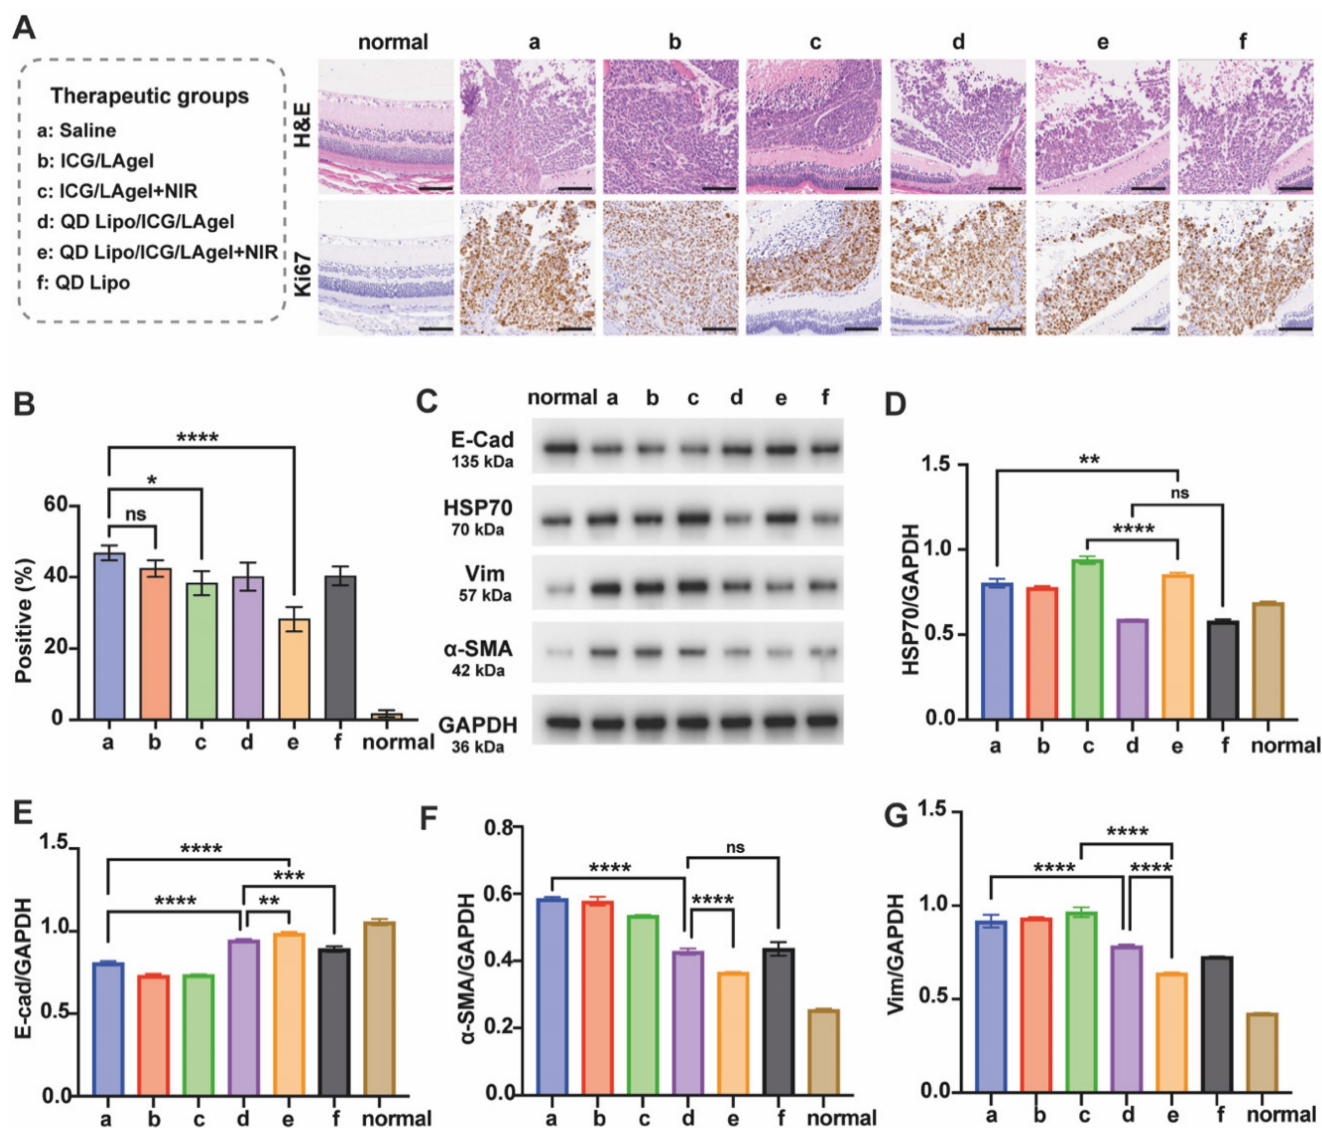 A
normal a b c d e f
Therapeutic groups
a: Saline
b: ICG/LAgel
c: ICG/LAgel+NIR
d: QD Lipo/ICG/LAgel
e: QD Lipo/ICG/LAgel+NIR
f: QD Lipo
H&E
Ki67
B
****
*
ns
60
40
20
0
Positive (%)
a b c d e f normal
C
normal a b c d e f
E-Cad
135 kDa
HSP70
70 kDa
Vim
57 kDa
α-SMA
42 kDa
GAPDH
36 kDa
D
1.5
1.0
0.5
0.0
HSP70/GAPDH
**
ns
****
a b c d e f normal
E
1.5
1.0
0.5
0.0
E-cad/GAPDH
****
***
**** **
a b c d e f normal
F
0.8
0.6
0.4
0.2
0.0
α-SMA/GAPDH
ns
****
****
a b c d e f normal
G
1.5
1.0
0.5
0.0
Vim/GAPDH
****
**** ****
a b c d e f normal